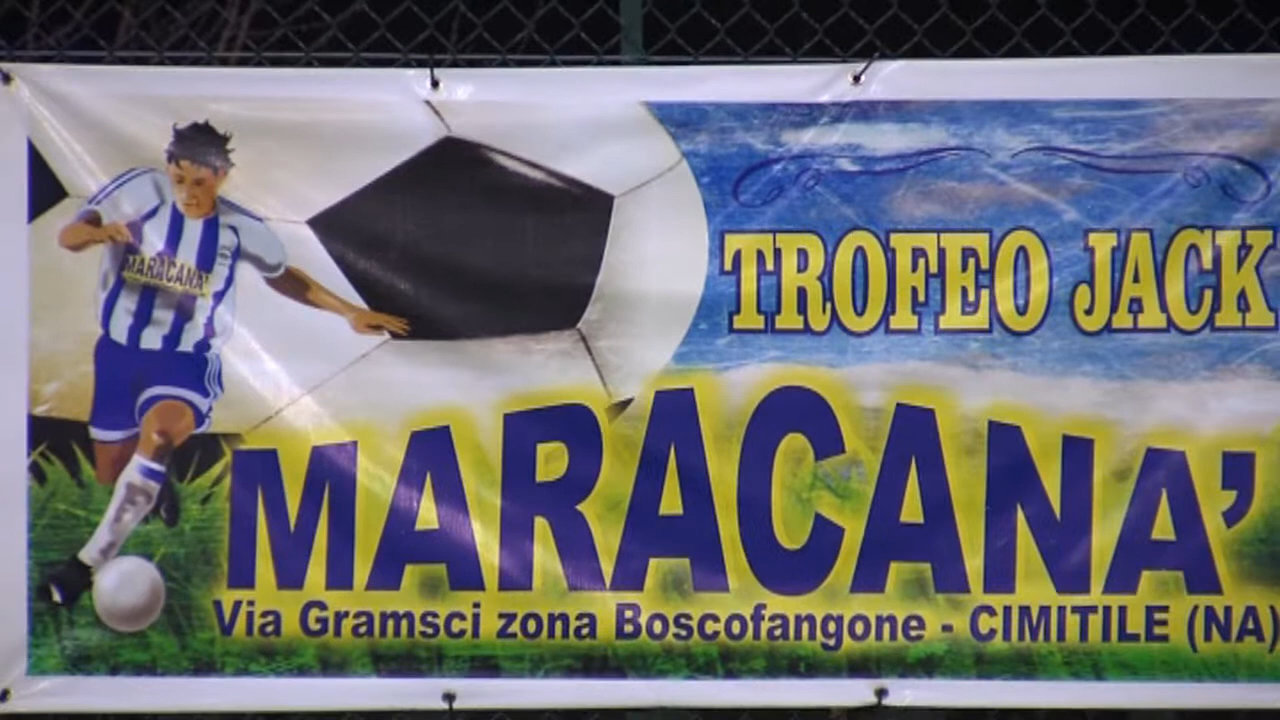 TROFEO JACK
MARACANA'
MARACANA'
Via Gramsci zona Boscofangone - CIMITILE (NA)